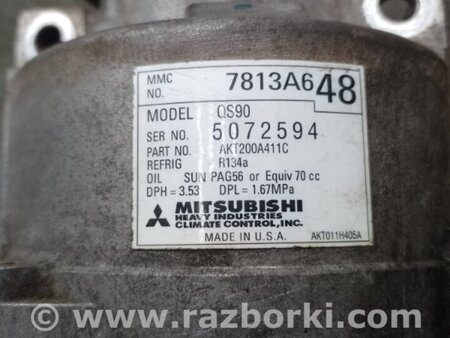 MMC NO. 7813A648
MODEL QS90
SER NO. 5072594
PART NO. AKT200A411C
REFRIG R134a
OIL SUN PAG56 or Equiv 70 cc
DPH = 3.53 DPL = 1.67MPa
MITSUBISHI
HEAVY INDUSTRIES
CLIMATE CONTROL, INC.
MADE IN U.S.A. AKT011H405A
© www.razborki.com